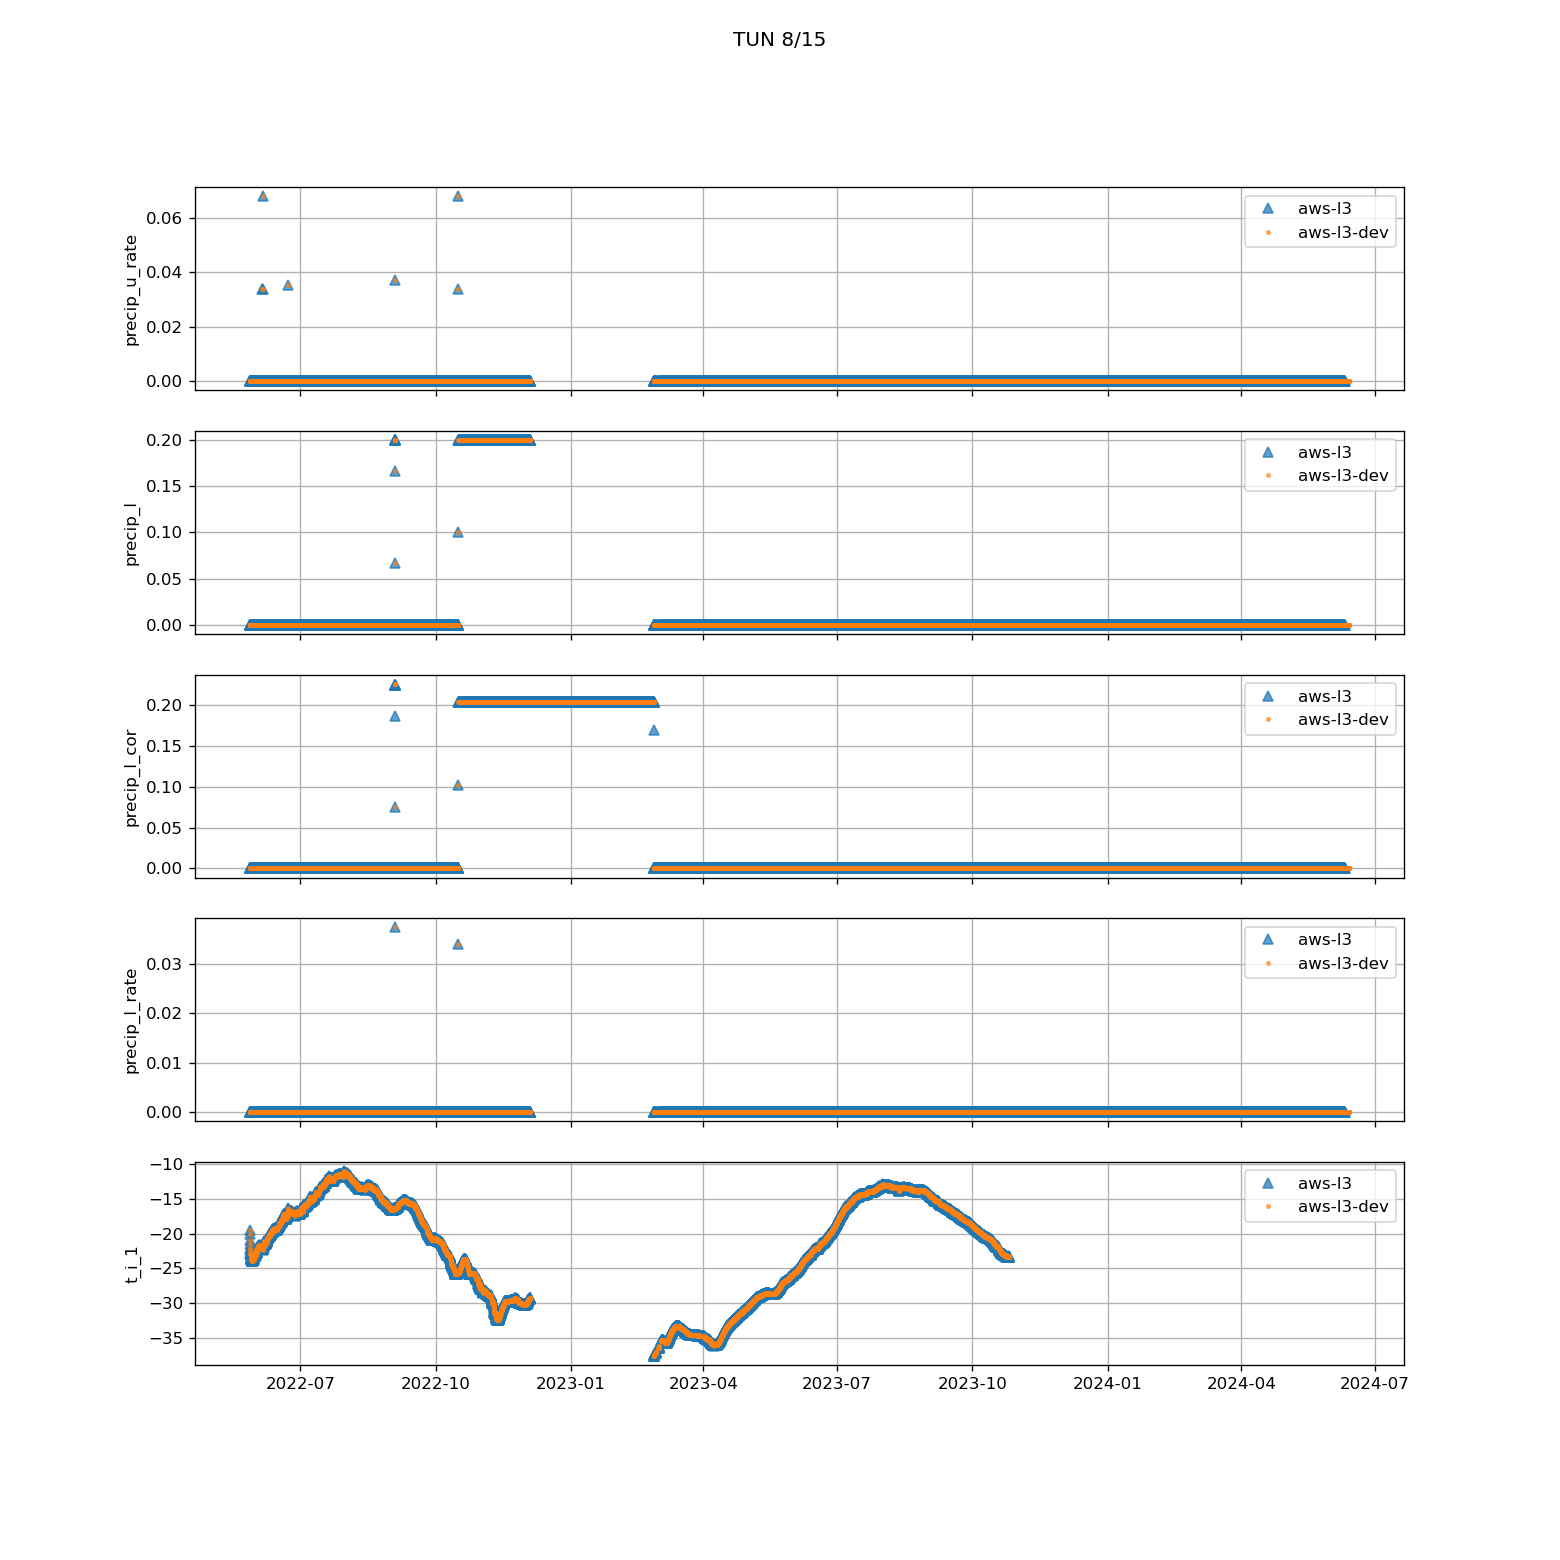 TUN 8/15
precip_u_rate
0.06
0.04
0.02
0.00
aws-l3
aws-l3-dev
precip_l
0.20
0.15
0.10
0.05
0.00
aws-l3
aws-l3-dev
precip_l_cor
0.20
0.15
0.10
0.05
0.00
aws-l3
aws-l3-dev
precip_l_rate
0.03
0.02
0.01
0.00
aws-l3
aws-l3-dev
t_i_1
−10
−15
−20
−25
−30
−35
aws-l3
aws-l3-dev
2022-07 2022-10 2023-01 2023-04 2023-07 2023-10 2024-01 2024-04 2024-07